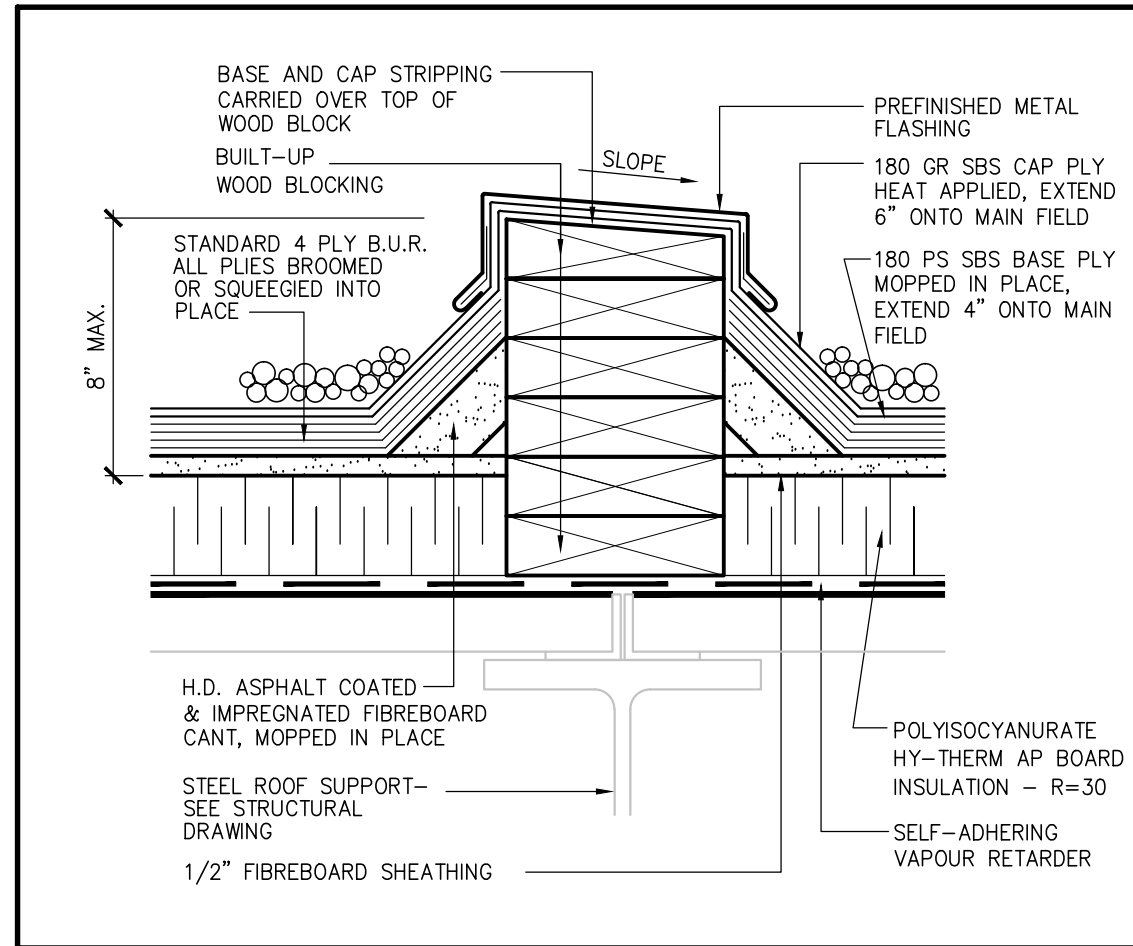 BASE AND CAP STRIPPING
CARRIED OVER TOP OF
WOOD BLOCK
BUILT-UP
WOOD BLOCKING
SLOPE
PREFINISHED METAL
FLASHING
180 GR SBS CAP PLY
HEAT APPLIED, EXTEND
6" ONTO MAIN FIELD
180 PS SBS BASE PLY
MOPPED IN PLACE,
EXTEND 4" ONTO MAIN
FIELD
STANDARD 4 PLY B.U.R.
ALL PLIES BROOMED
OR SQUEEGIED INTO
PLACE
8" MAX.
H.D. ASPHALT COATED
& IMPREGNATED FIBREBOARD
CANT, MOPPED IN PLACE
STEEL ROOF SUPPORT-
SEE STRUCTURAL
DRAWING
1/2" FIBREBOARD SHEATHING
POLYISOCYANURATE
HY-THERM AP BOARD
INSULATION - R=30
SELF-ADHERING
VAPOUR RETARDER